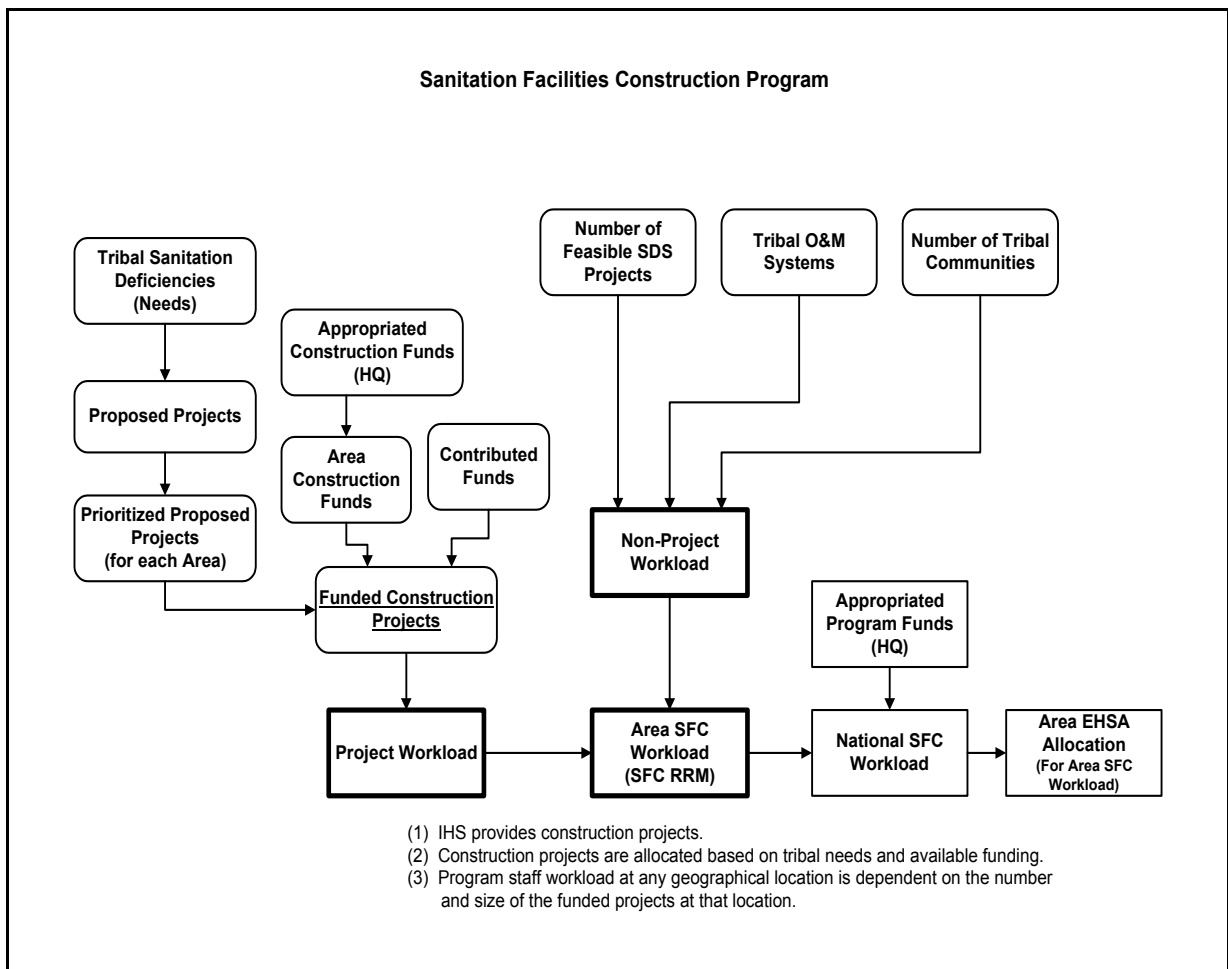 Sanitation Facilities Construction Program
Tribal Sanitation
Deficiencies
(Needs)
Proposed Projects
Prioritized Proposed
Projects
(for each Area)
Appropriated
Construction Funds
(HQ)
Area
Construction
Funds
Contributed
Funds
Funded Construction
Projects
Project Workload
Number of
Feasible SDS
Projects
Tribal O&M
Systems
Number of Tribal
Communities
Non-Project
Workload
Area SFC
Workload
(SFC RRM)
Appropriated
Program Funds
(HQ)
National SFC
Workload
Area EHSA
Allocation
(For Area SFC
Workload)
(1) IHS provides construction projects.
(2) Construction projects are allocated based on tribal needs and available funding.
(3) Program staff workload at any geographical location is dependent on the number
and size of the funded projects at that location.